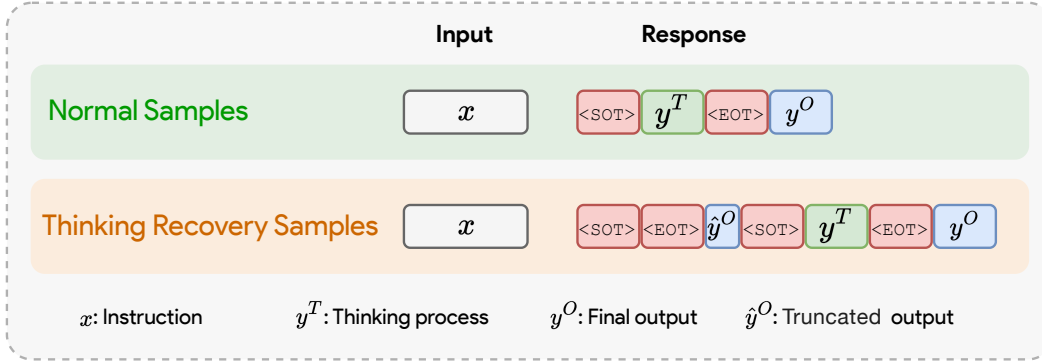 Input Response
Normal Samples x <SOT> y^T <EOT> y^O
Thinking Recovery Samples x <SOT> <EOT> ŷ^O <SOT> y^T <EOT> y^O
x: Instruction y^T: Thinking process y^O: Final output ŷ^O: Truncated output